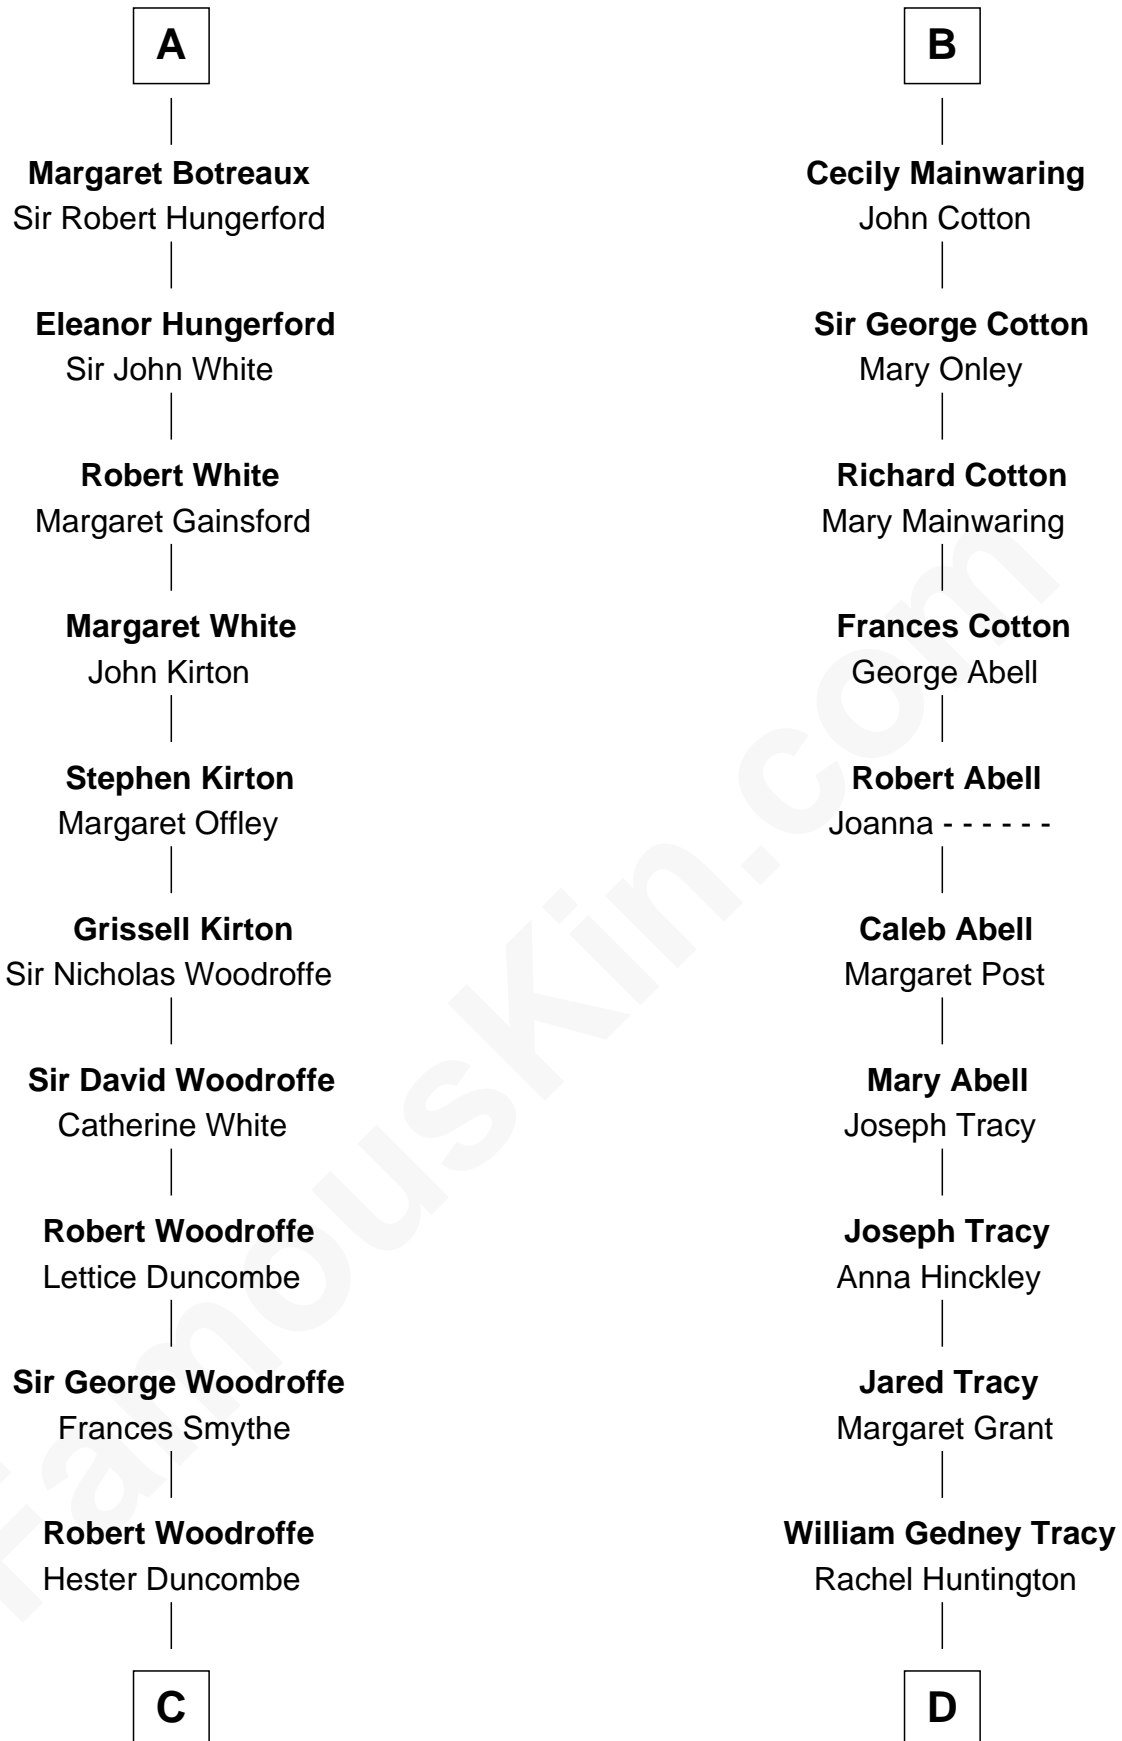 A
Margaret Botreaux
Sir Robert Hungerford
Eleanor Hungerford
Sir John White
Robert White
Margaret Gainsford
Margaret White
John Kirton
Stephen Kirton
Margaret Offley
Grissell Kirton
Sir Nicholas Woodroffe
Sir David Woodroffe
Catherine White
Robert Woodroffe
Lettice Duncombe
Sir George Woodroffe
Frances Smythe
Robert Woodroffe
Hester Duncombe
C
B
Cecily Mainwaring
John Cotton
Sir George Cotton
Mary Onley
Richard Cotton
Mary Mainwaring
Frances Cotton
George Abell
Robert Abell
Joanna - - - - - -
Caleb Abell
Margaret Post
Mary Abell
Joseph Tracy
Joseph Tracy
Anna Hinckley
Jared Tracy
Margaret Grant
William Gedney Tracy
Rachel Huntington
D
FamousKin.com